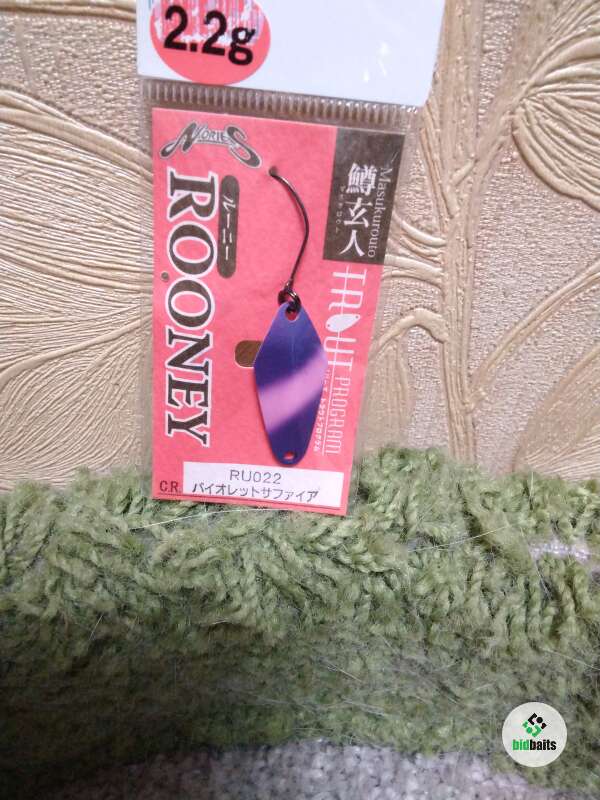 2.2g
NORIES
ルーニー
ROONEY
Masukurouto
鱒玄人
TROUT PROGRAM
C.R.
RU022
バイオレットサファイア
bidbaits